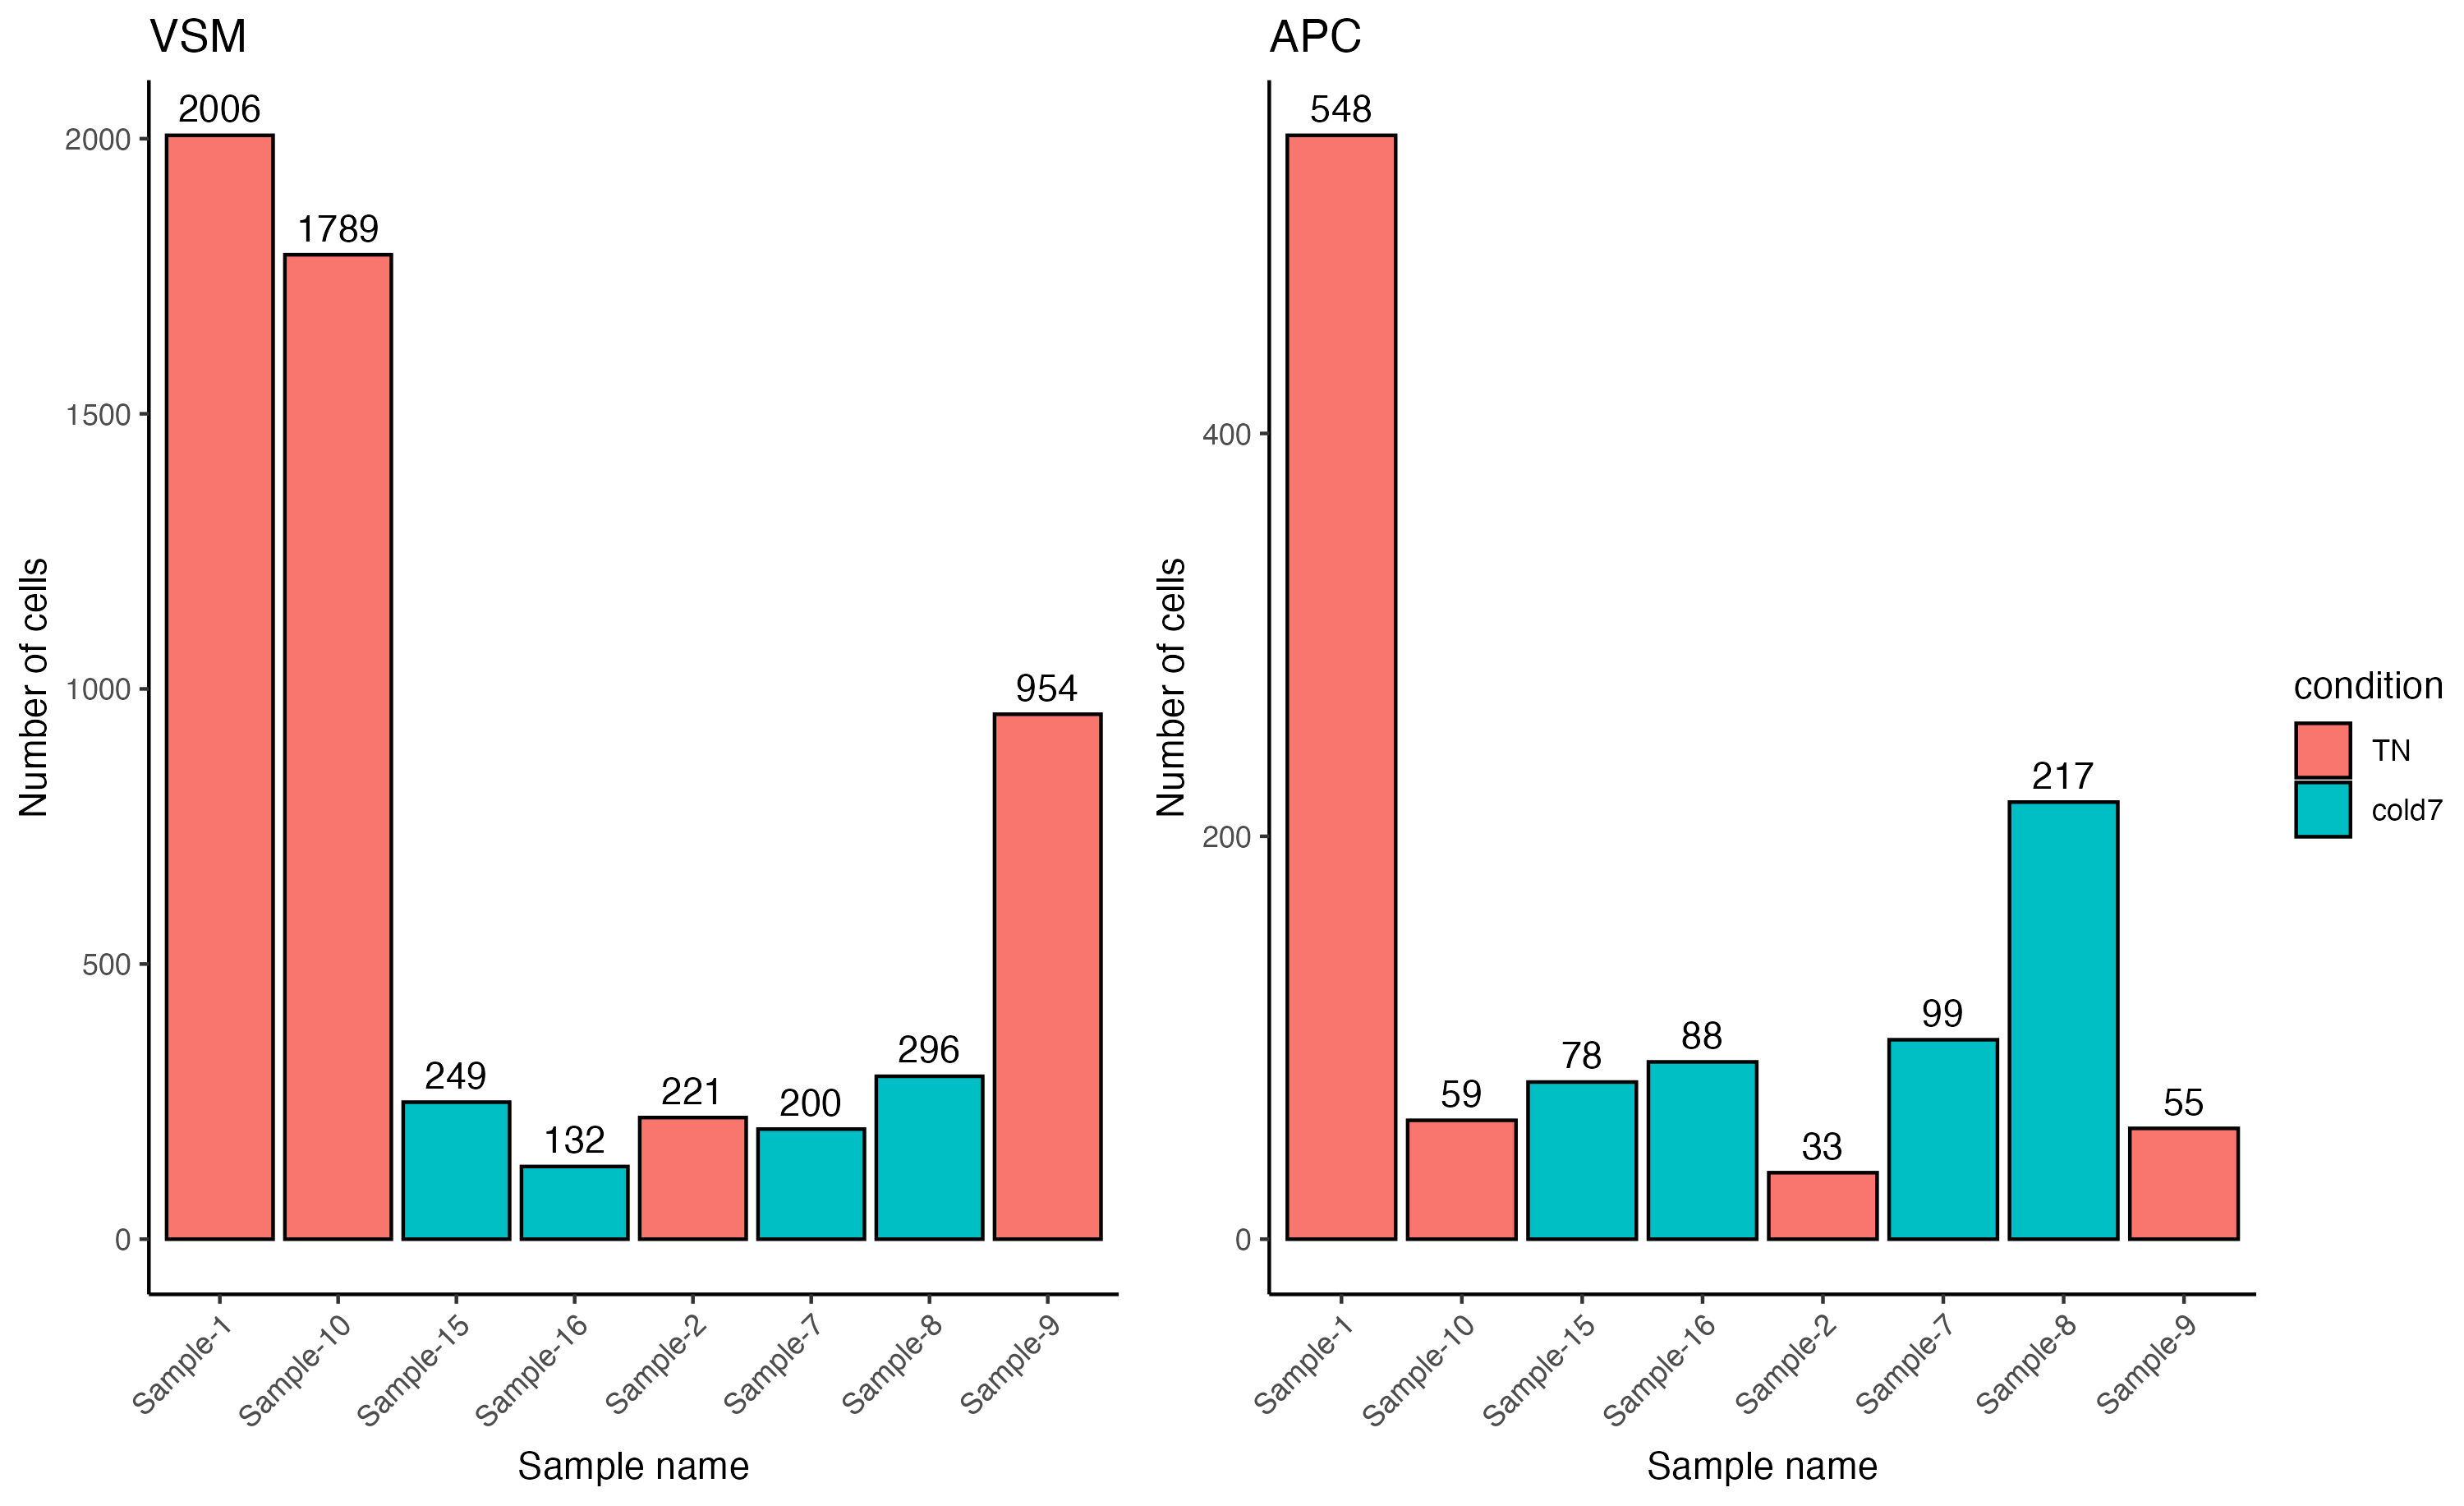 VSM
Number of cells
2000
1500
1000
500
0
2006
1789
249
132
221
200
296
954
Sample-1
Sample-10
Sample-15
Sample-16
Sample-2
Sample-7
Sample-8
Sample-9
Sample name
APC
Number of cells
400
200
0
548
59
78
88
33
99
217
55
Sample-1
Sample-10
Sample-15
Sample-16
Sample-2
Sample-7
Sample-8
Sample-9
Sample name
condition
TN
cold7